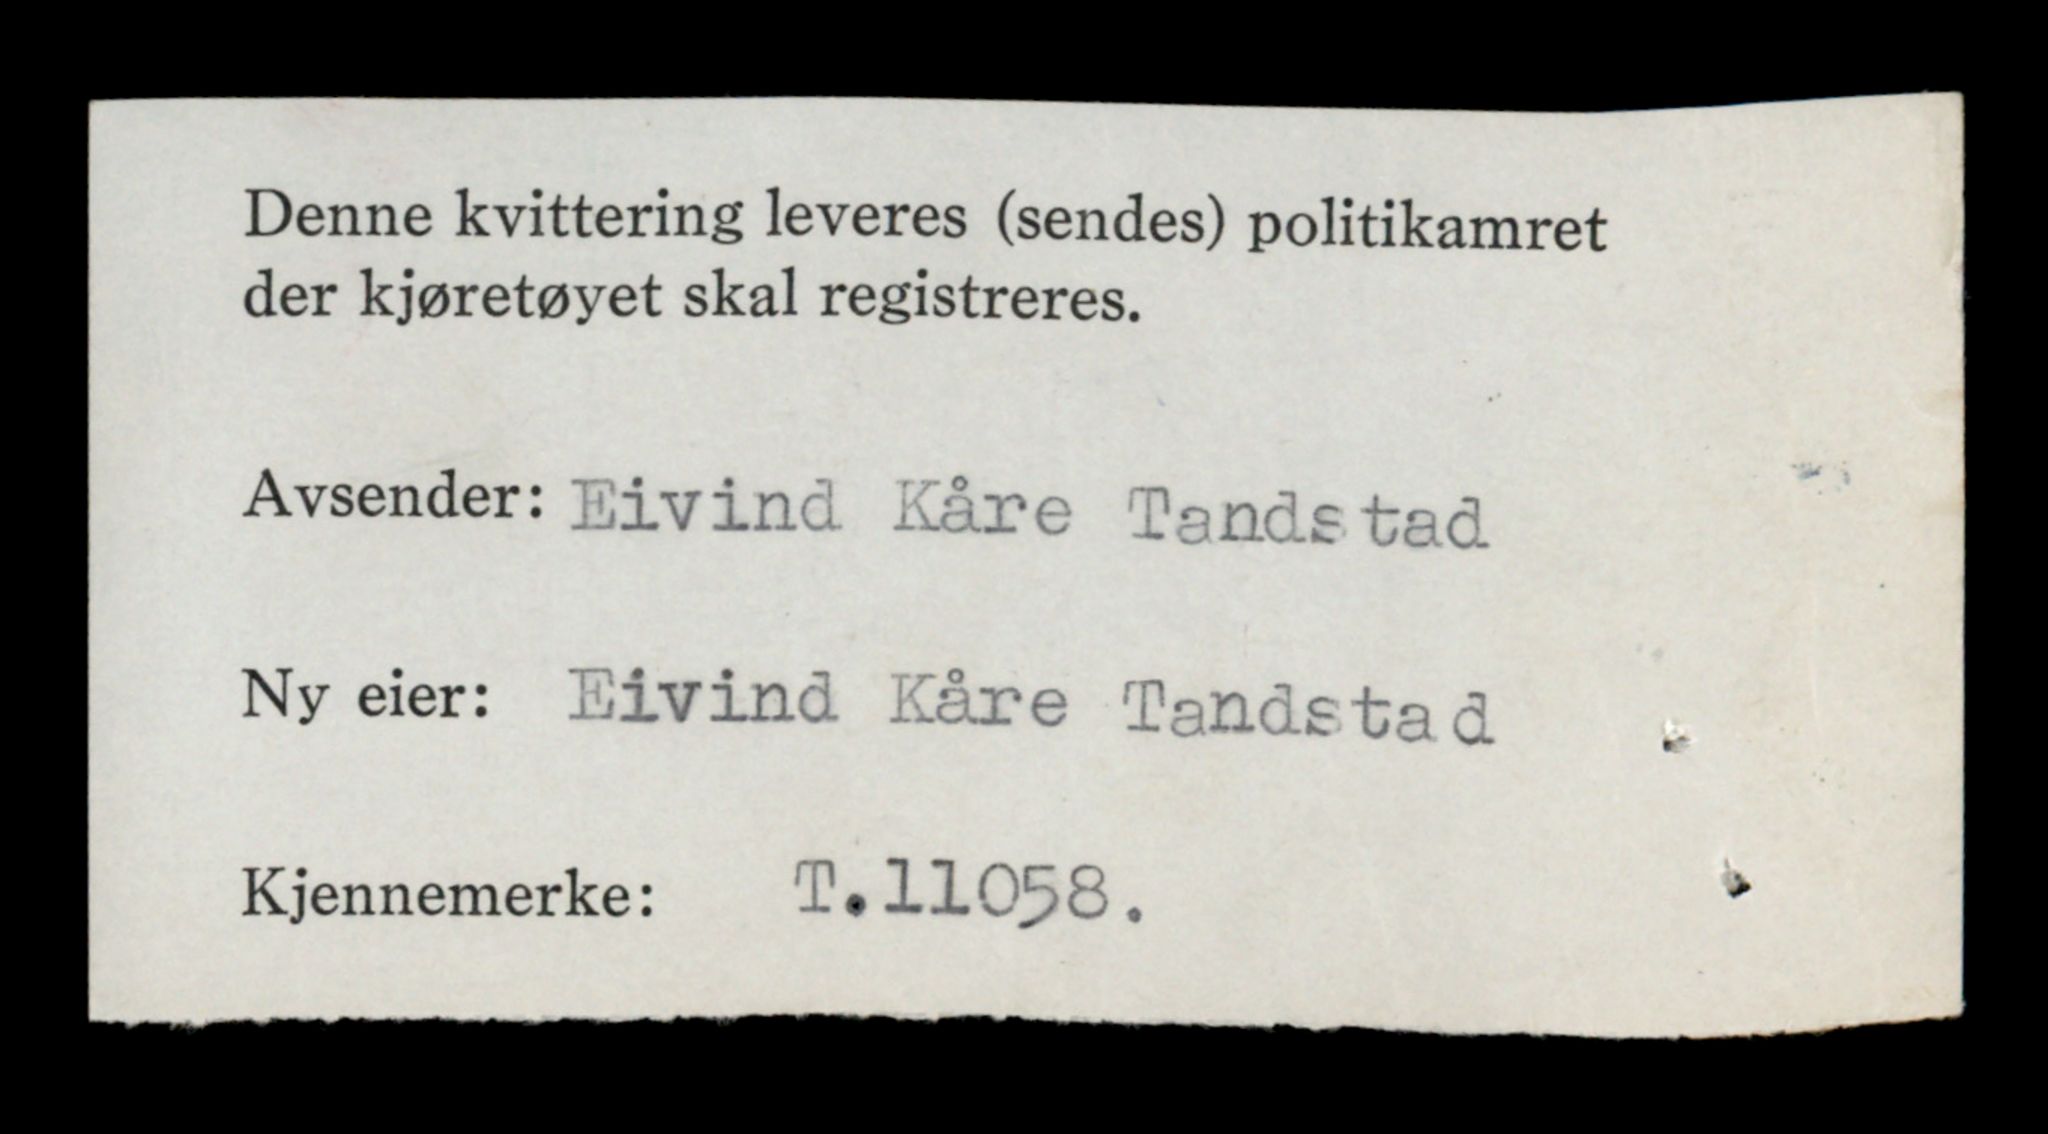 Denne kvittering leveres (sendes) politikamret
der kjøretøyet skal registreres.
Avsender: Eivind Kåre Tandstad
Ny eier: Eivind Kåre Tandstad
Kjennemerke: T.11058.